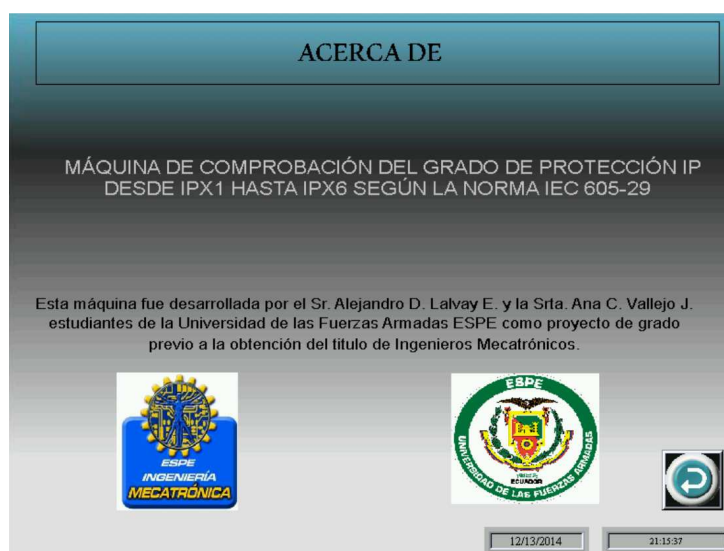 ACERCA DE
MÁQUINA DE COMPROBACIÓN DEL GRADO DE PROTECCIÓN IP
DESDE IPX1 HASTA IPX6 SEGÚN LA NORMA IEC 605-29
Esta máquina fue desarrollada por el Sr. Alejandro D. Lalvay E. y la Srta. Ana C. Vallejo J.
estudiantes de la Universidad de las Fuerzas Armadas ESPE como proyecto de grado
previo a la obtención del titulo de Ingenieros Mecatrónicos.
ESPE
INGENIERÍA
MECATRÓNICA
ESPE
UNIVERSIDAD DE LAS FUERZAS ARMADAS
ECUADOR
12/13/2014
21:15:37